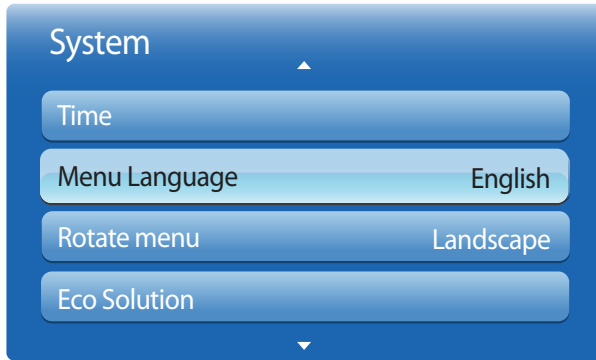 System
Time
Menu Language English
Rotate menu Landscape
Eco Solution